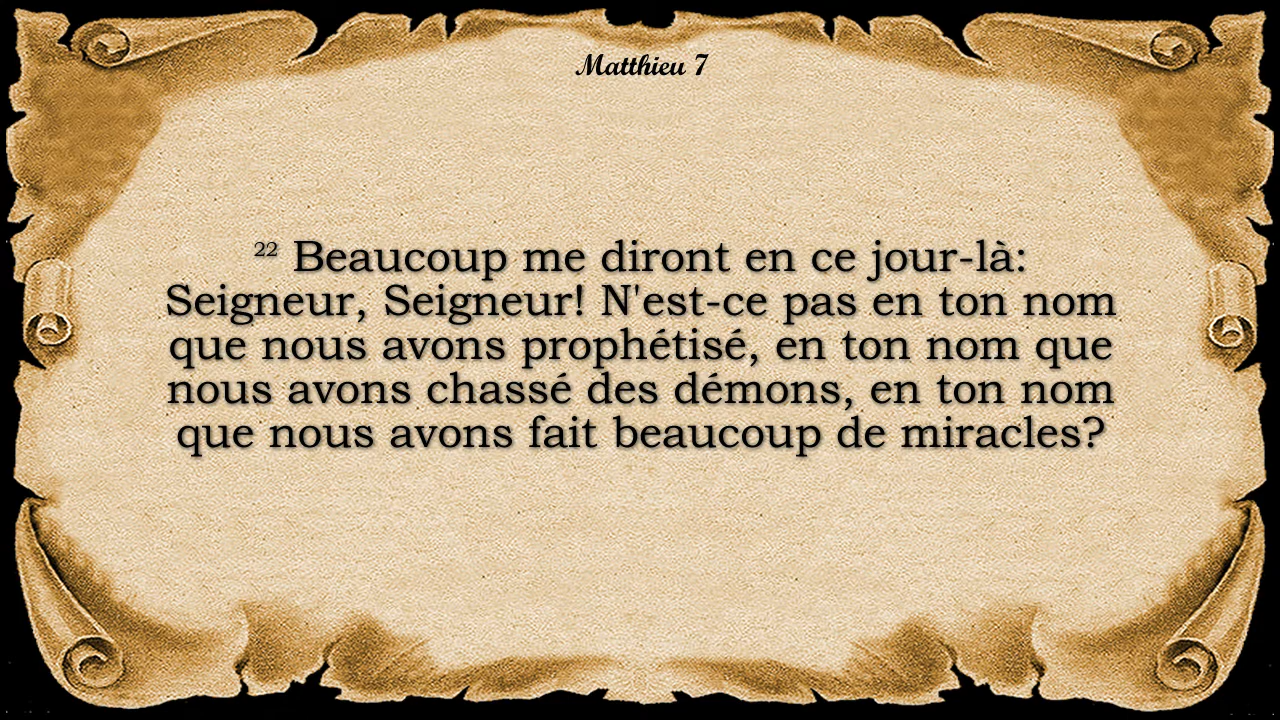 Matthieu 7
²² Beaucoup me diront en ce jour-là:
Seigneur, Seigneur! N'est-ce pas en ton nom
que nous avons prophétisé, en ton nom que
nous avons chassé des démons, en ton nom
que nous avons fait beaucoup de miracles?